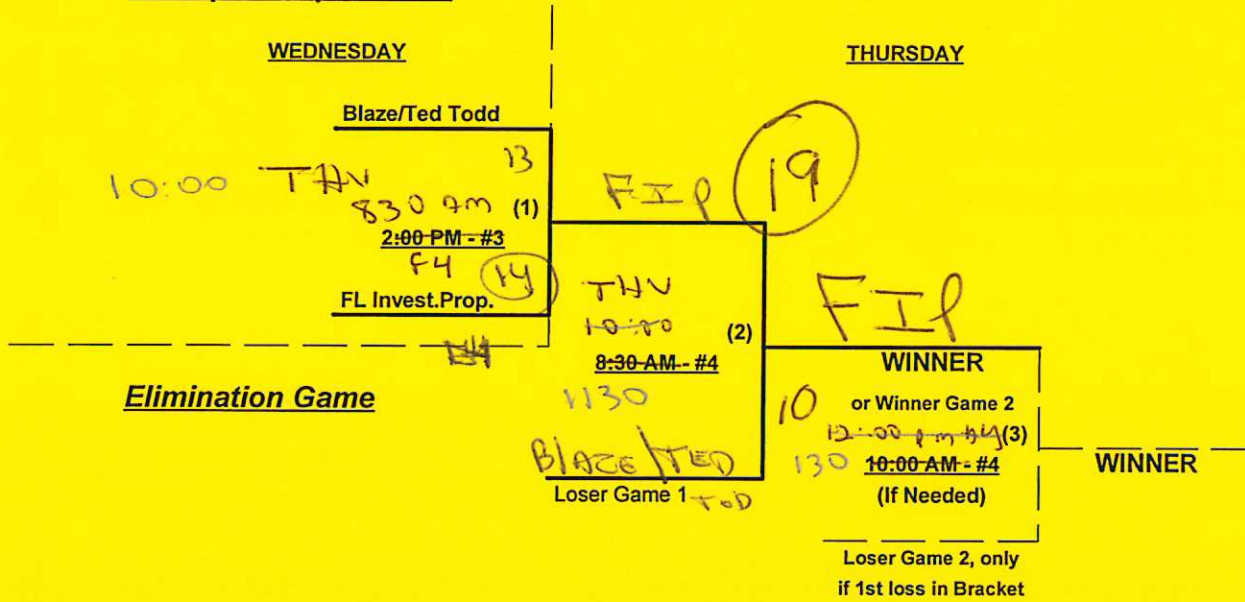 WEDNESDAY
THURSDAY
Blaze/Ted Todd
13
10:00 THV
830 am (1)
2:00 PM - #3
F4 14
FL Invest.Prop.
FIP 19
THV
10:00 (2)
8:30 AM - #4
1130
BlAZE/TED
TOD
Loser Game 1
FIP
WINNER
10 or Winner Game 2
12:00 pm #4 (3)
130 10:00 AM - #4
(If Needed)
WINNER
Loser Game 2, only
if 1st loss in Bracket
Elimination Game